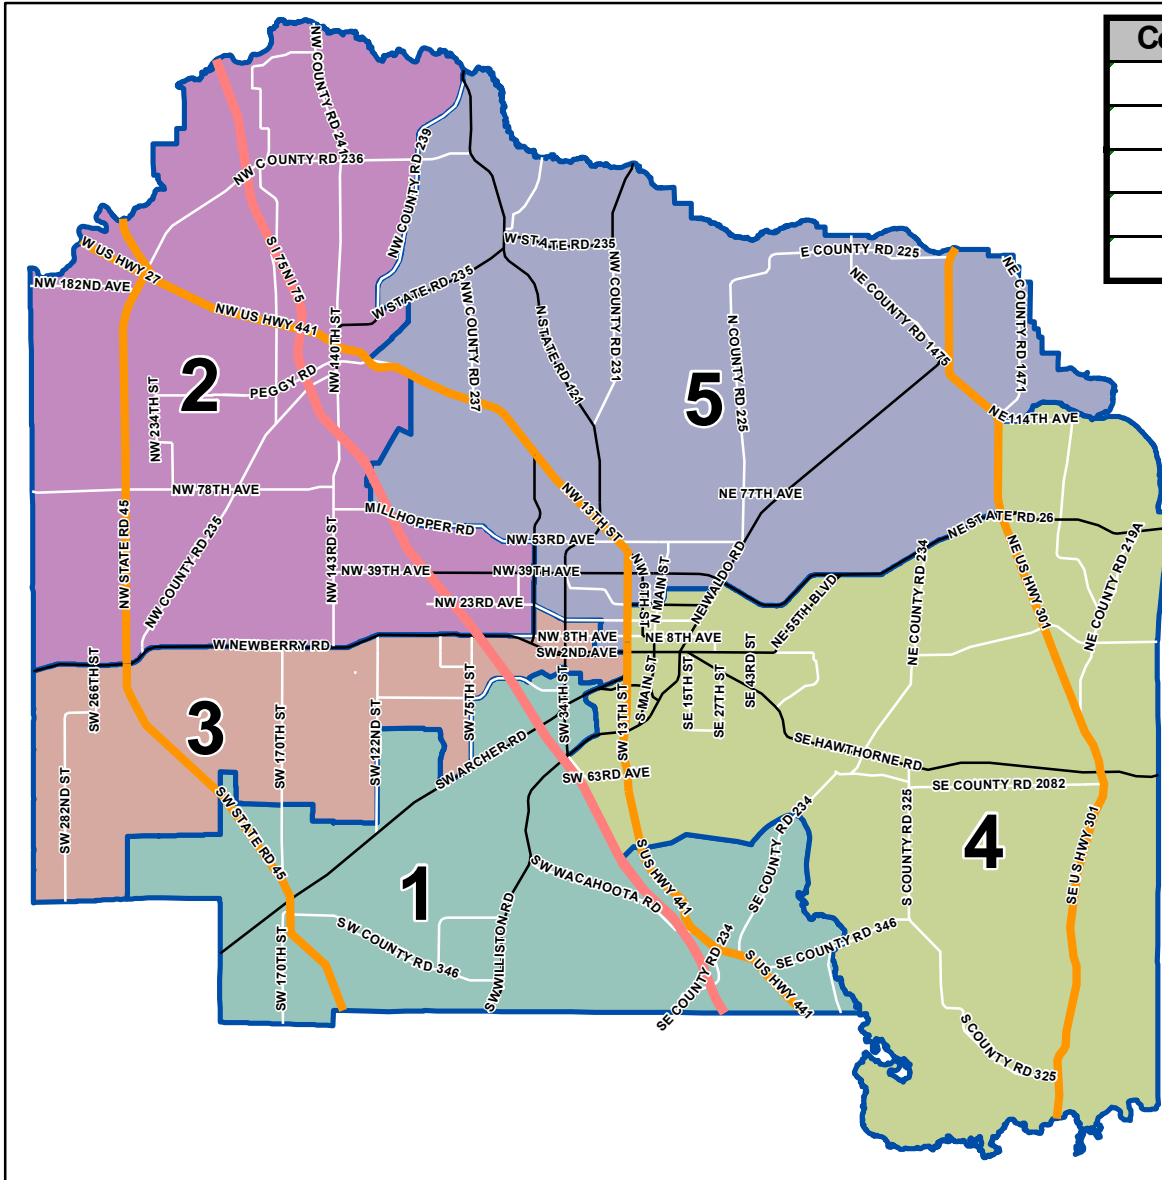 Co
NW COUNTY RD 241
NW COUNTY RD 239
NW COUNTY RD 236
W STATE RD 235
E COUNTY RD 225
W US HWY 27
S I 75
N I 75
NW 182ND AVE
W STATE RD 235
NW COUNTY RD 231
NE COUNTY RD 1475
NE COUNTY RD 1471
NW US HWY 441
NW 140TH ST
NW COUNTY RD 237
N STATE RD 121
N COUNTY RD 225
2
PEGGY RD
5
NW 234TH ST
NE 114TH AVE
NW 78TH AVE
NE 77TH AVE
NW 13TH ST
MILLHOPPER RD
NE STATE RD 26
NW STATE RD 45
NW COUNTY RD 235
NW 143RD ST
NW 53RD AVE
NE COUNTY RD 234
NE US HWY 301
NE COUNTY RD 219A
NW 39TH AVE
NW 39TH AVE
NW 6TH ST
N MAIN ST
NE WALDO RD
NE 55TH BLVD
NW 23RD AVE
W NEWBERRY RD
NW 8TH AVE
NE 8TH AVE
SW 2ND AVE
SW 266TH ST
SW 170TH ST
SW 122ND ST
SW 75TH ST
SW 34TH ST
SW 13TH ST
S MAIN ST
SE 15TH ST
SE 27TH ST
SE 43RD ST
3
SW ARCHER RD
SE HAWTHORNE RD
SW 63RD AVE
SE COUNTY RD 2082
SW 282ND ST
SW STATE RD 45
SE COUNTY RD 234
S COUNTY RD 325
SE US HWY 301
4
1
SW WACAHOOTA RD
S US HWY 441
SW 170TH ST
SW COUNTY RD 346
SW WILLISTON RD
SE COUNTY RD 234
SE COUNTY RD 346
S US HWY 441
S COUNTY RD 325